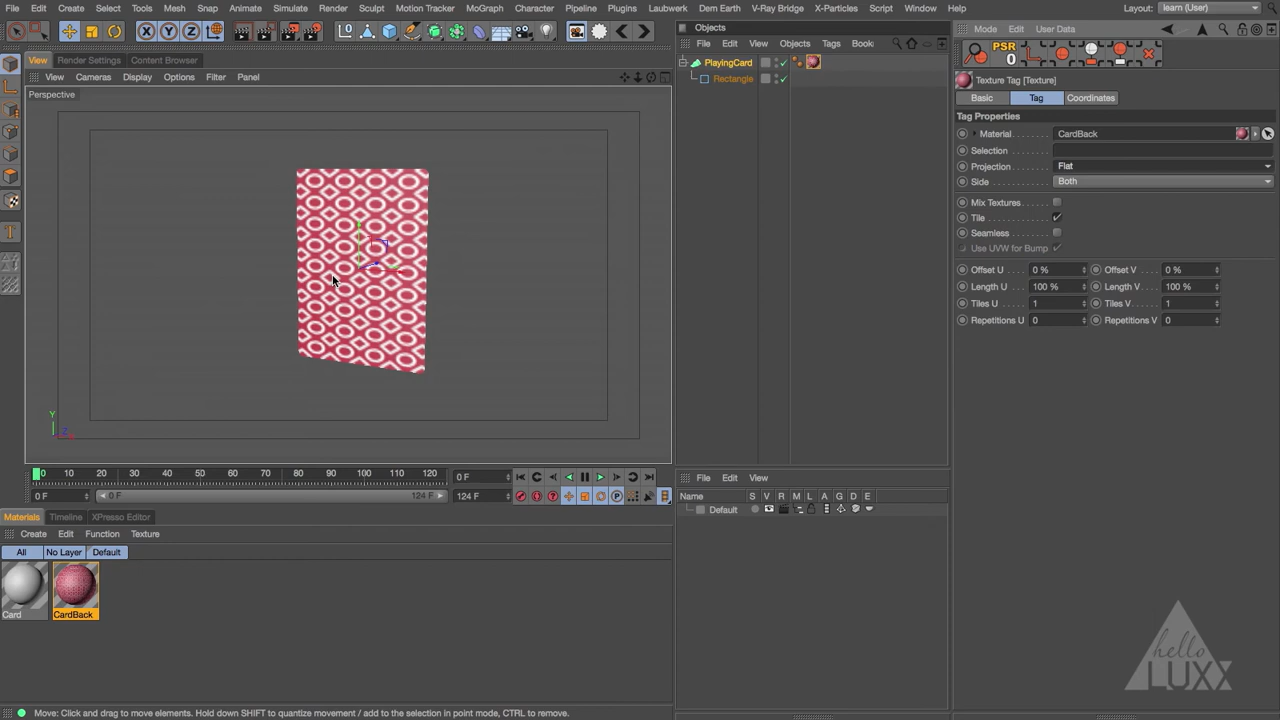 File Edit Create Select Tools Mesh Snap Animate Simulate Render Sculpt Motion Tracker MoGraph Character Pipeline Plugins Laubwerk Dem Earth V-Ray Bridge X-Particles Script Window Help Layout: learn (User)
Objects
View Render Settings Content Browser
File Edit View Objects Tags Book
Mode Edit User Data
PSR
0
View Cameras Display Options Filter Panel
PlayingCard
Rectangle
Texture Tag [Texture]
Basic Tag Coordinates
Tag Properties
Material CardBack
Selection
Projection Flat
Side Both
Mix Textures
Tile
Seamless
Use UVW for Bump
Offset U 0 % Offset V 0 %
Length U 100 % Length V 100 %
Tiles U 1 Tiles V 1
Repetitions U 0 Repetitions V 0
Perspective
Y
Z
0 10 20 30 40 50 60 70 80 90 100 110 120 0 F
0 F 0 F 124 F 124 F
File Edit View
Name S V R M L A G D E
Default
Materials Timeline XPresso Editor
Create Edit Function Texture
All No Layer Default
Card CardBack
hello
LUXX
Move: Click and drag to move elements. Hold down SHIFT to quantize movement / add to the selection in point mode, CTRL to remove.